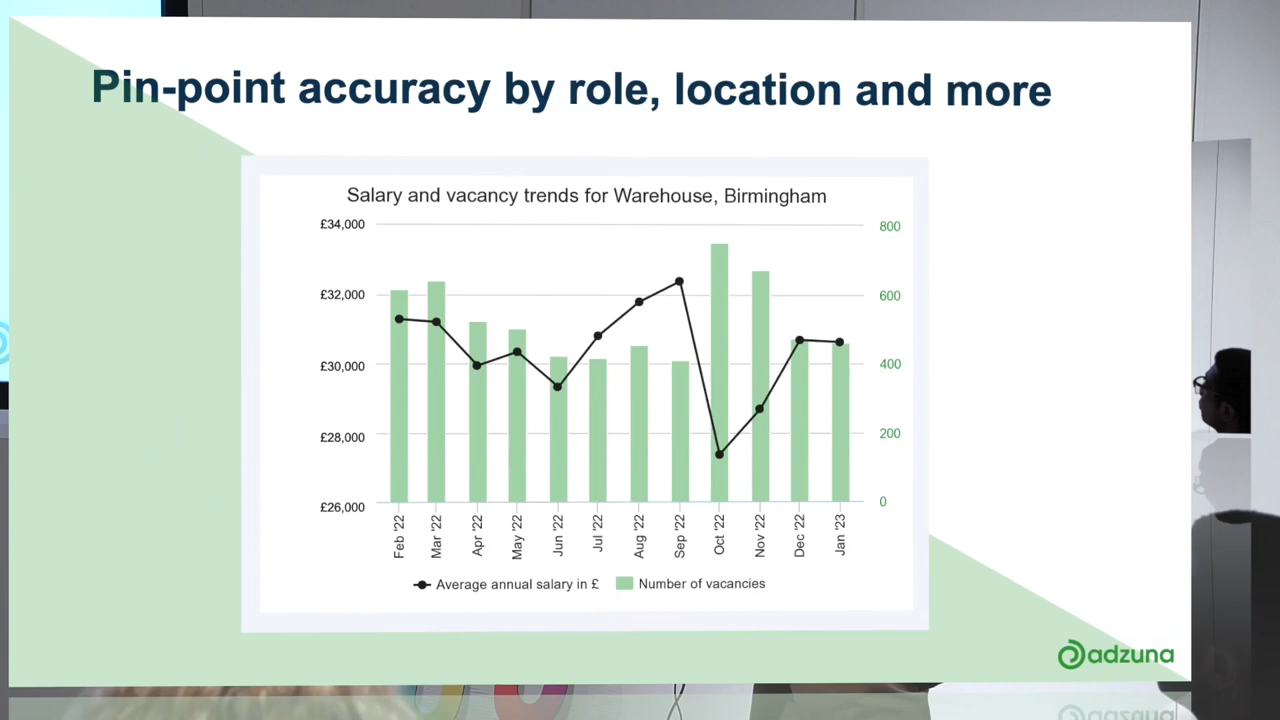 Pin-point accuracy by role, location and more
Salary and vacancy trends for Warehouse, Birmingham
£34,000
£32,000
£30,000
£28,000
£26,000
800
600
400
200
0
Feb '22
Mar '22
Apr '22
May '22
Jun '22
Jul '22
Aug '22
Sep '22
Oct '22
Nov '22
Dec '22
Jan '23
Average annual salary in £
Number of vacancies
adzuna